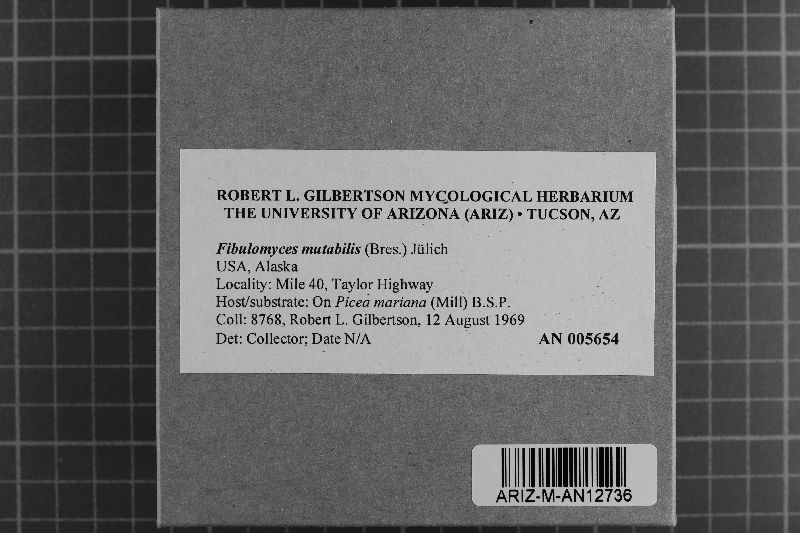 ROBERT L. GILBERTSON MYCOLOGICAL HERBARIUM
THE UNIVERSITY OF ARIZONA (ARIZ) • TUCSON, AZ
Fibulomyces mutabilis (Bres.) Jülich
USA, Alaska
Locality: Mile 40, Taylor Highway
Host/substrate: On Picea mariana (Mill) B.S.P.
Coll: 8768, Robert L. Gilbertson, 12 August 1969
Det: Collector; Date N/A AN 005654
ARIZ-M-AN12736